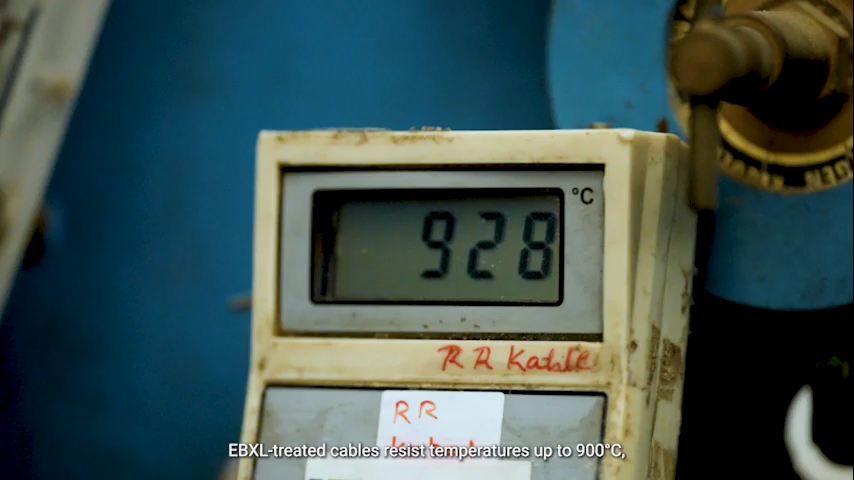 °C
928
RR Kabel
RR
EBXL-treated cables resist temperatures up to 900°C,